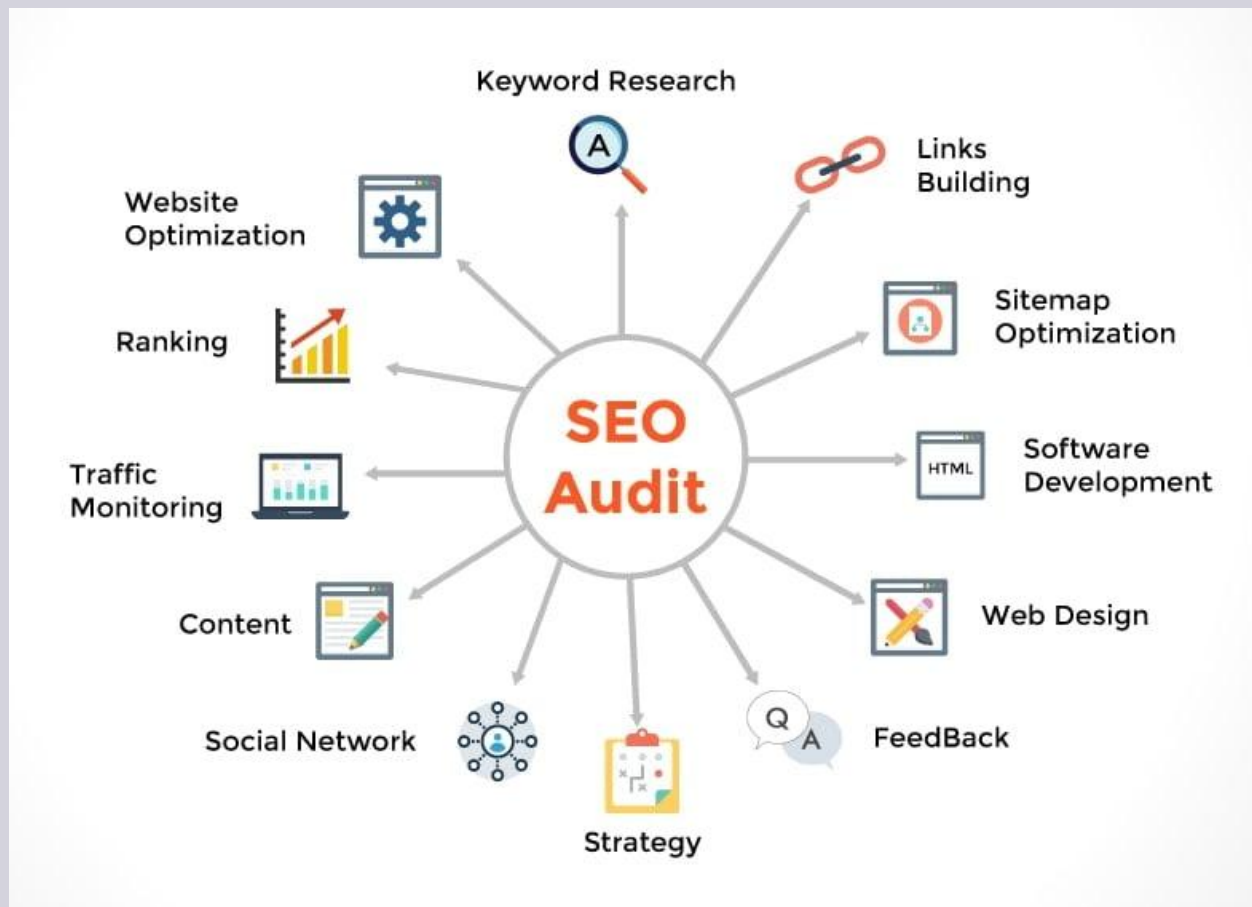 Keyword Research
A
Links
Building
Website
Optimization
Sitemap
Optimization
Ranking
SEO
Audit
Software
Development
HTML
Traffic
Monitoring
Content
Web Design
Social Network
Q
A
FeedBack
Strategy